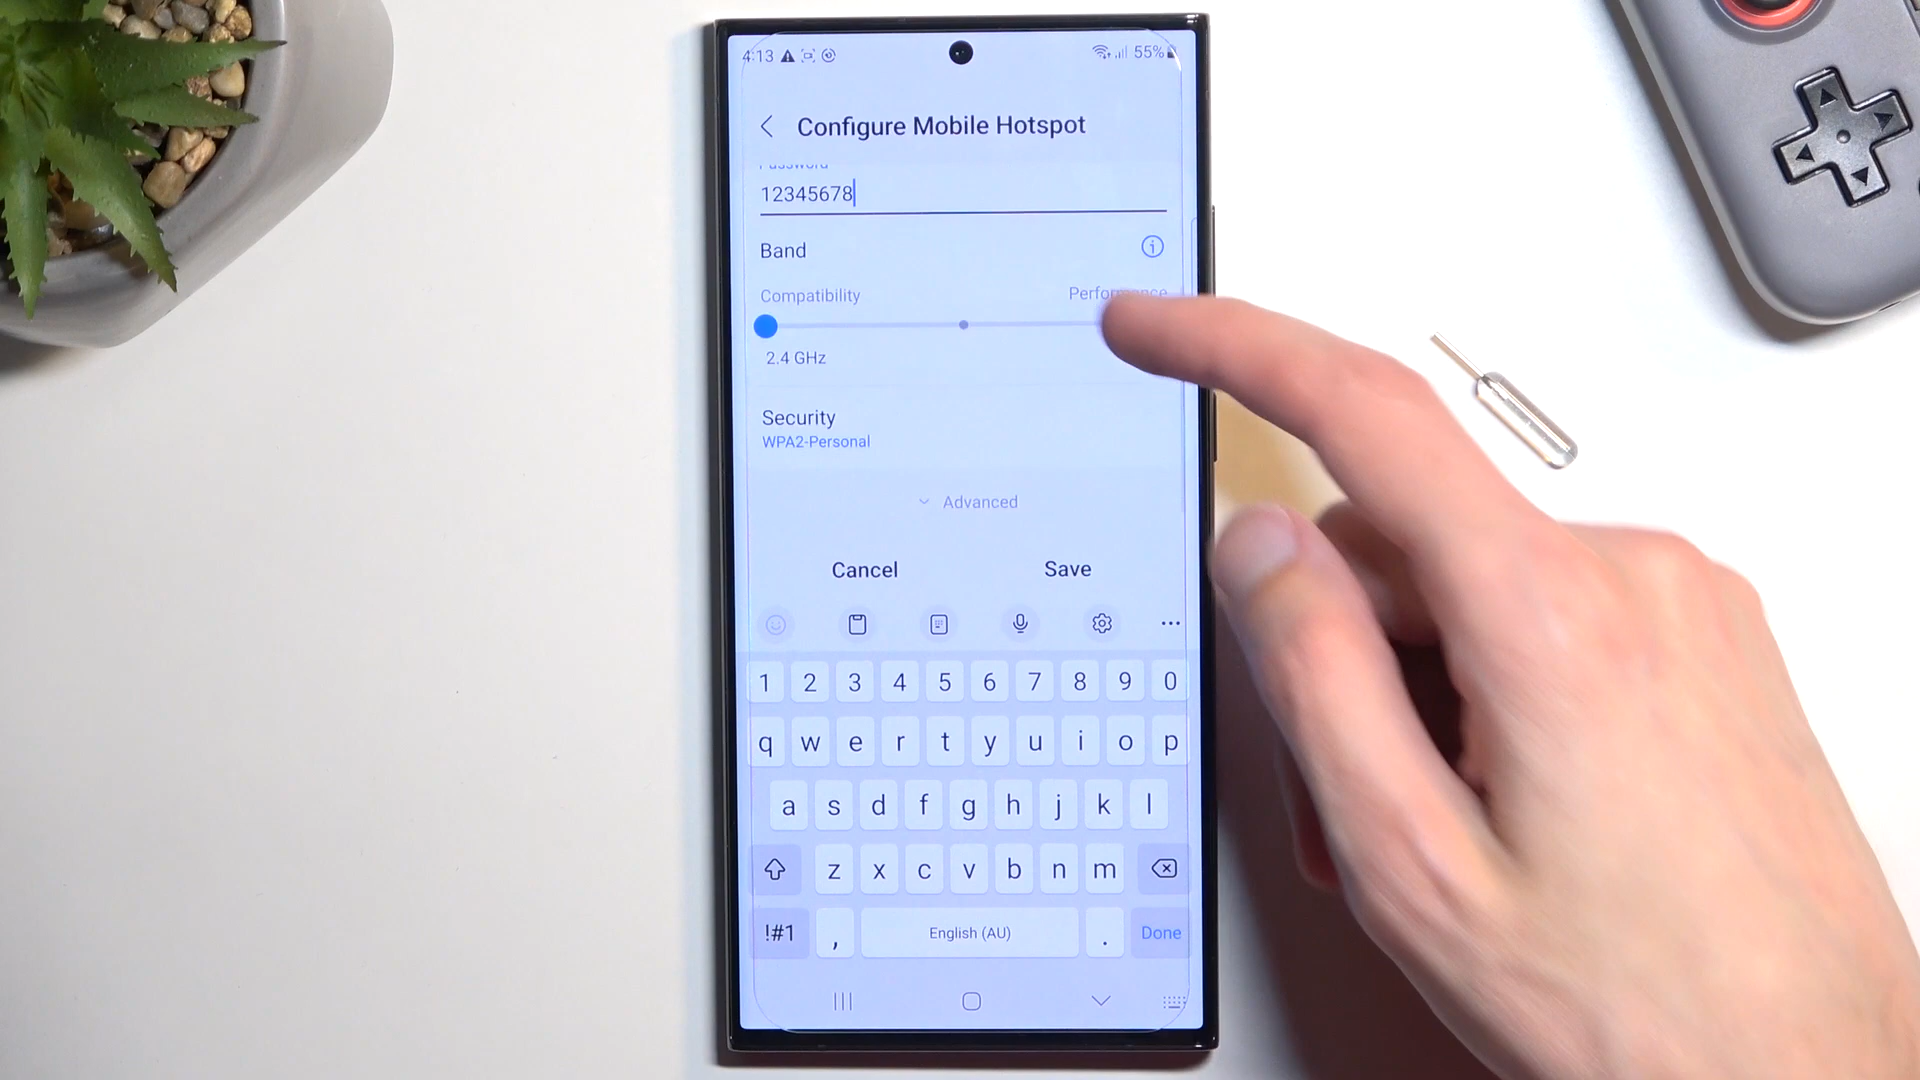 4:13 55%
Configure Mobile Hotspot
Password
12345678
Band
Compatibility
2.4 GHz
Security
WPA2-Personal
Advanced
Cancel Save
1 2 3 4 5 6 7 8 9 0
q w e r t y u i o p
a s d f g h j k l
z x c v b n m
!#1 , English (AU) . Done